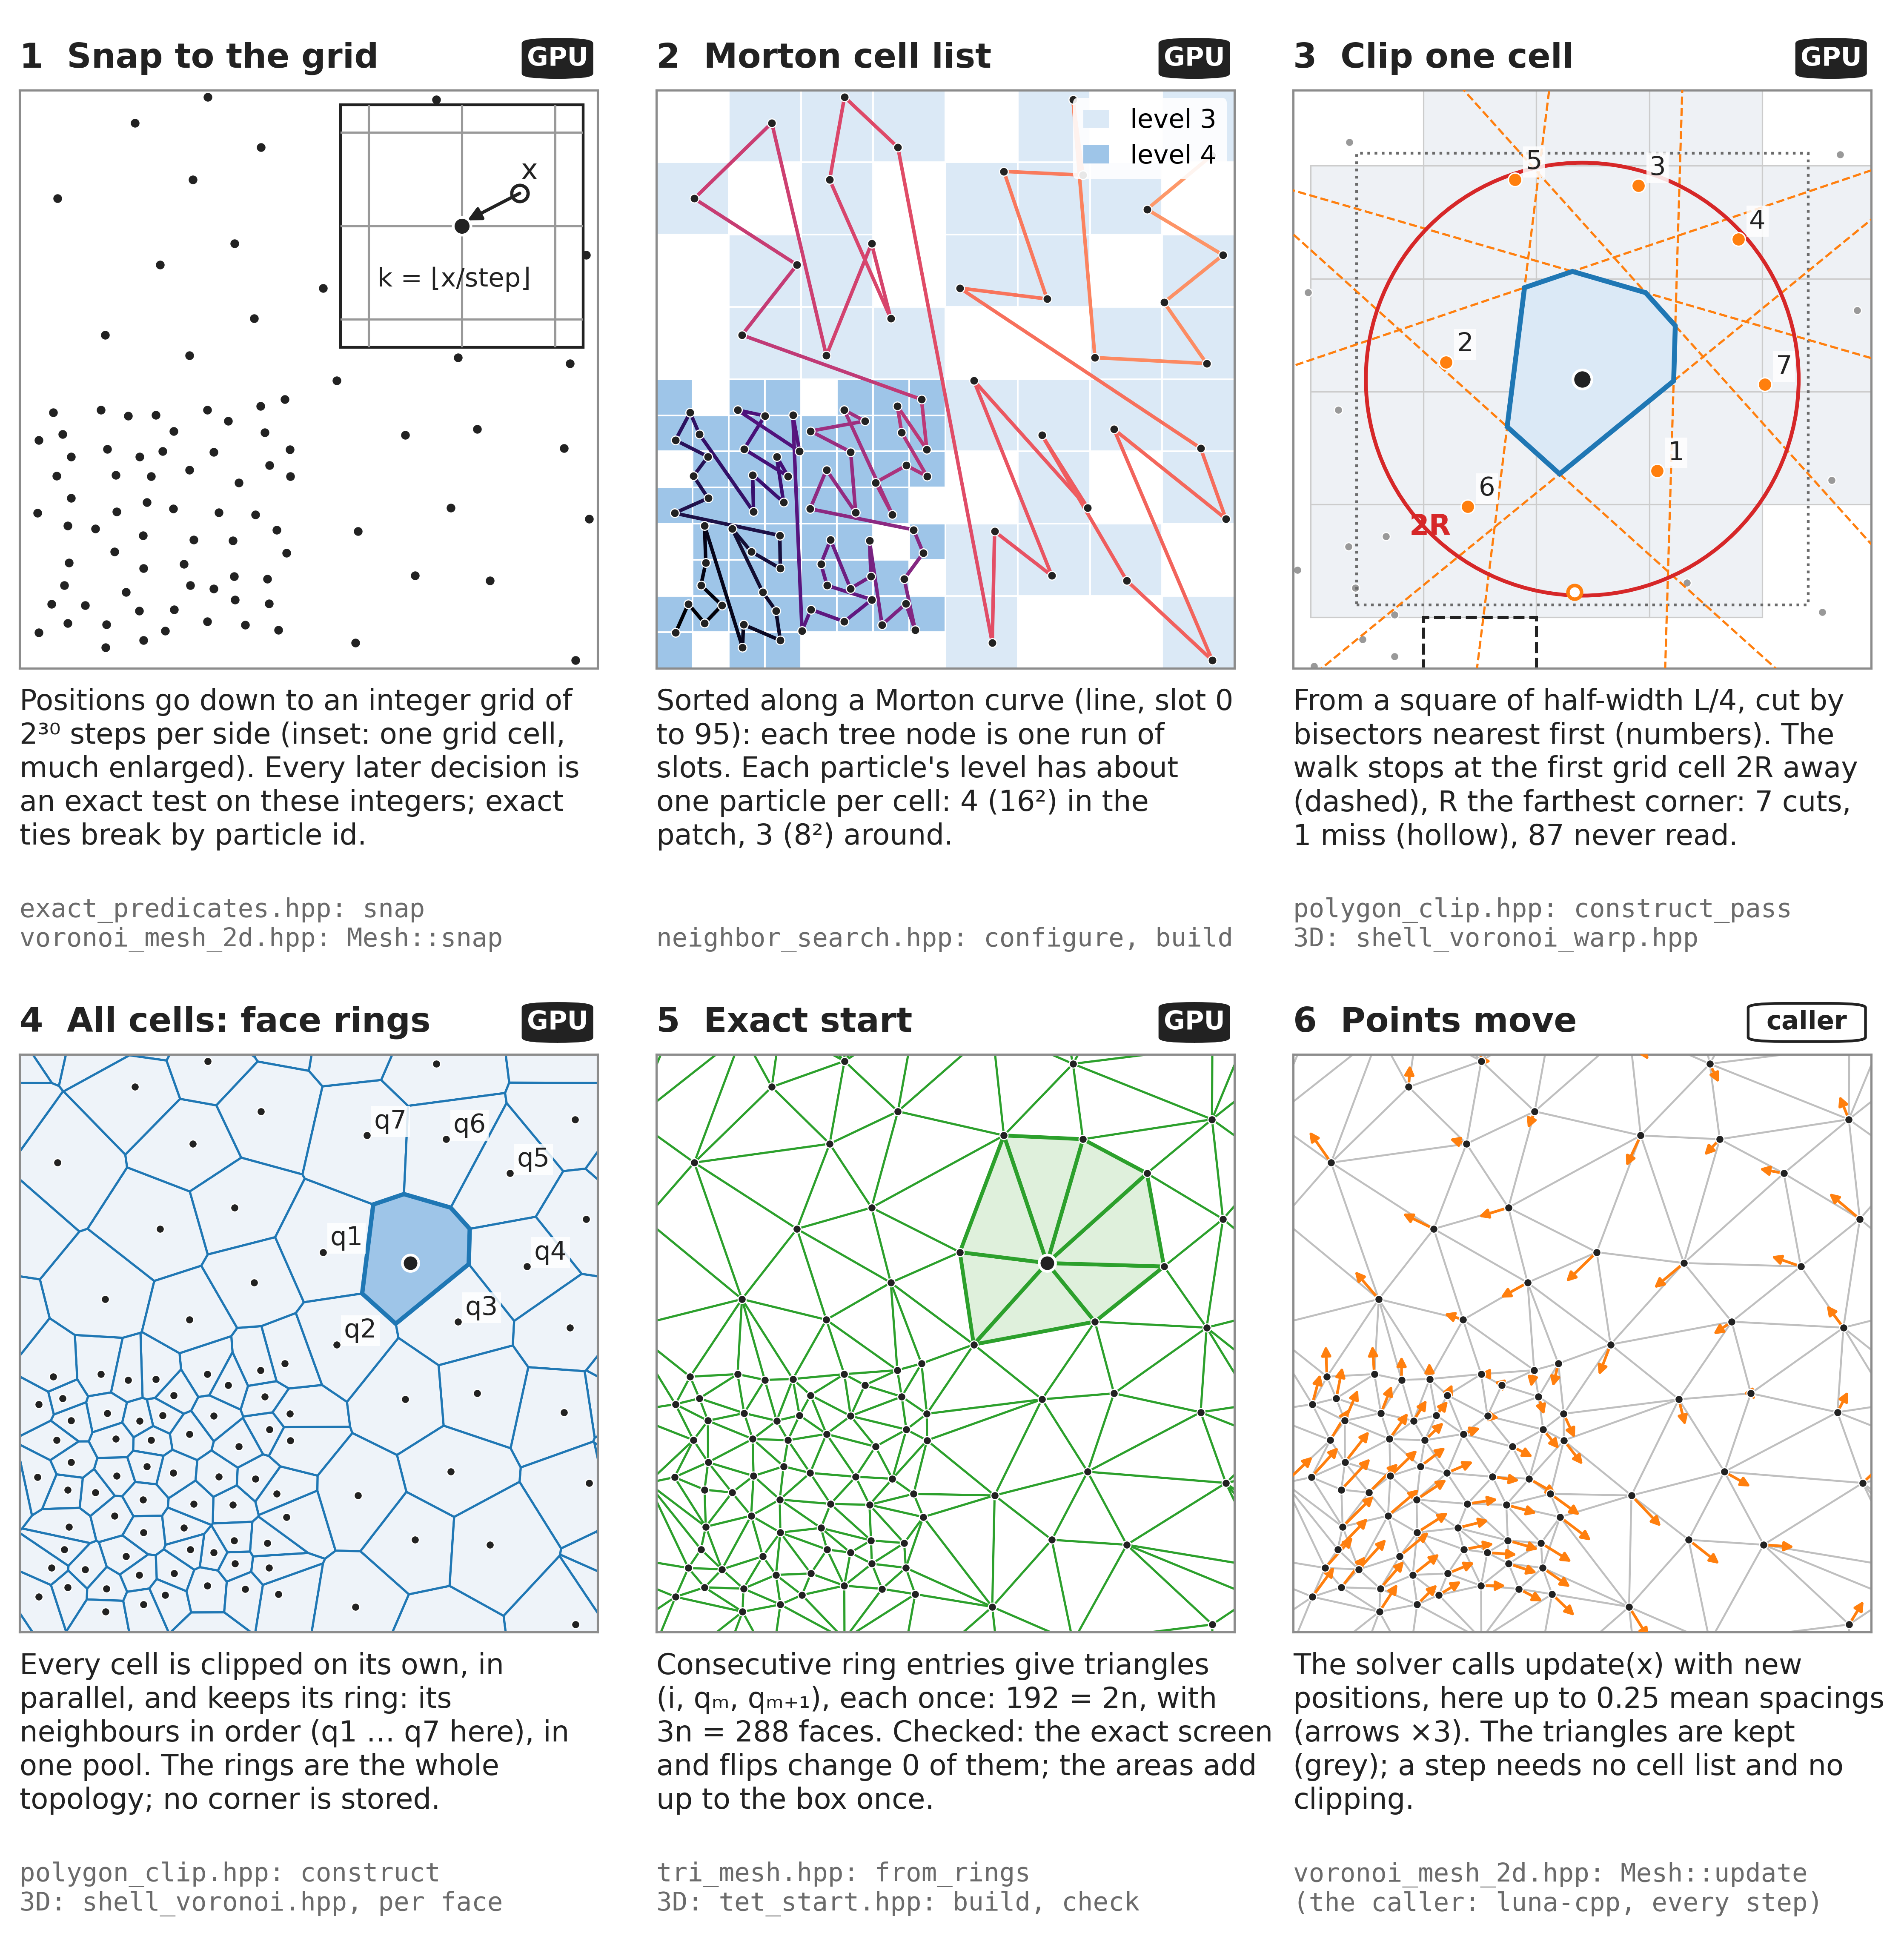 1 Snap to the grid GPU
x
k = ⌊x/step⌋
Positions go down to an integer grid of
2³⁰ steps per side (inset: one grid cell,
much enlarged). Every later decision is
an exact test on these integers; exact
ties break by particle id.
exact_predicates.hpp: snap
voronoi_mesh_2d.hpp: Mesh::snap
2 Morton cell list GPU
level 3
level 4
Sorted along a Morton curve (line, slot 0
to 95): each tree node is one run of
slots. Each particle's level has about
one particle per cell: 4 (16²) in the
patch, 3 (8²) around.
neighbor_search.hpp: configure, build
3 Clip one cell GPU
5
3
4
2
7
1
6
2R
From a square of half-width L/4, cut by
bisectors nearest first (numbers). The
walk stops at the first grid cell 2R away
(dashed), R the farthest corner: 7 cuts,
1 miss (hollow), 87 never read.
polygon_clip.hpp: construct_pass
3D: shell_voronoi_warp.hpp
4 All cells: face rings GPU
q7
q6
q5
q1
q4
q3
q2
Every cell is clipped on its own, in
parallel, and keeps its ring: its
neighbours in order (q1 ... q7 here), in
one pool. The rings are the whole
topology; no corner is stored.
polygon_clip.hpp: construct
3D: shell_voronoi.hpp, per face
5 Exact start GPU
Consecutive ring entries give triangles
(i, qₘ, qₘ₊₁), each once: 192 = 2n, with
3n = 288 faces. Checked: the exact screen
and flips change 0 of them; the areas add
up to the box once.
tri_mesh.hpp: from_rings
3D: tet_start.hpp: build, check
6 Points move caller
The solver calls update(x) with new
positions, here up to 0.25 mean spacings
(arrows ×3). The triangles are kept
(grey); a step needs no cell list and no
clipping.
voronoi_mesh_2d.hpp: Mesh::update
(the caller: luna-cpp, every step)